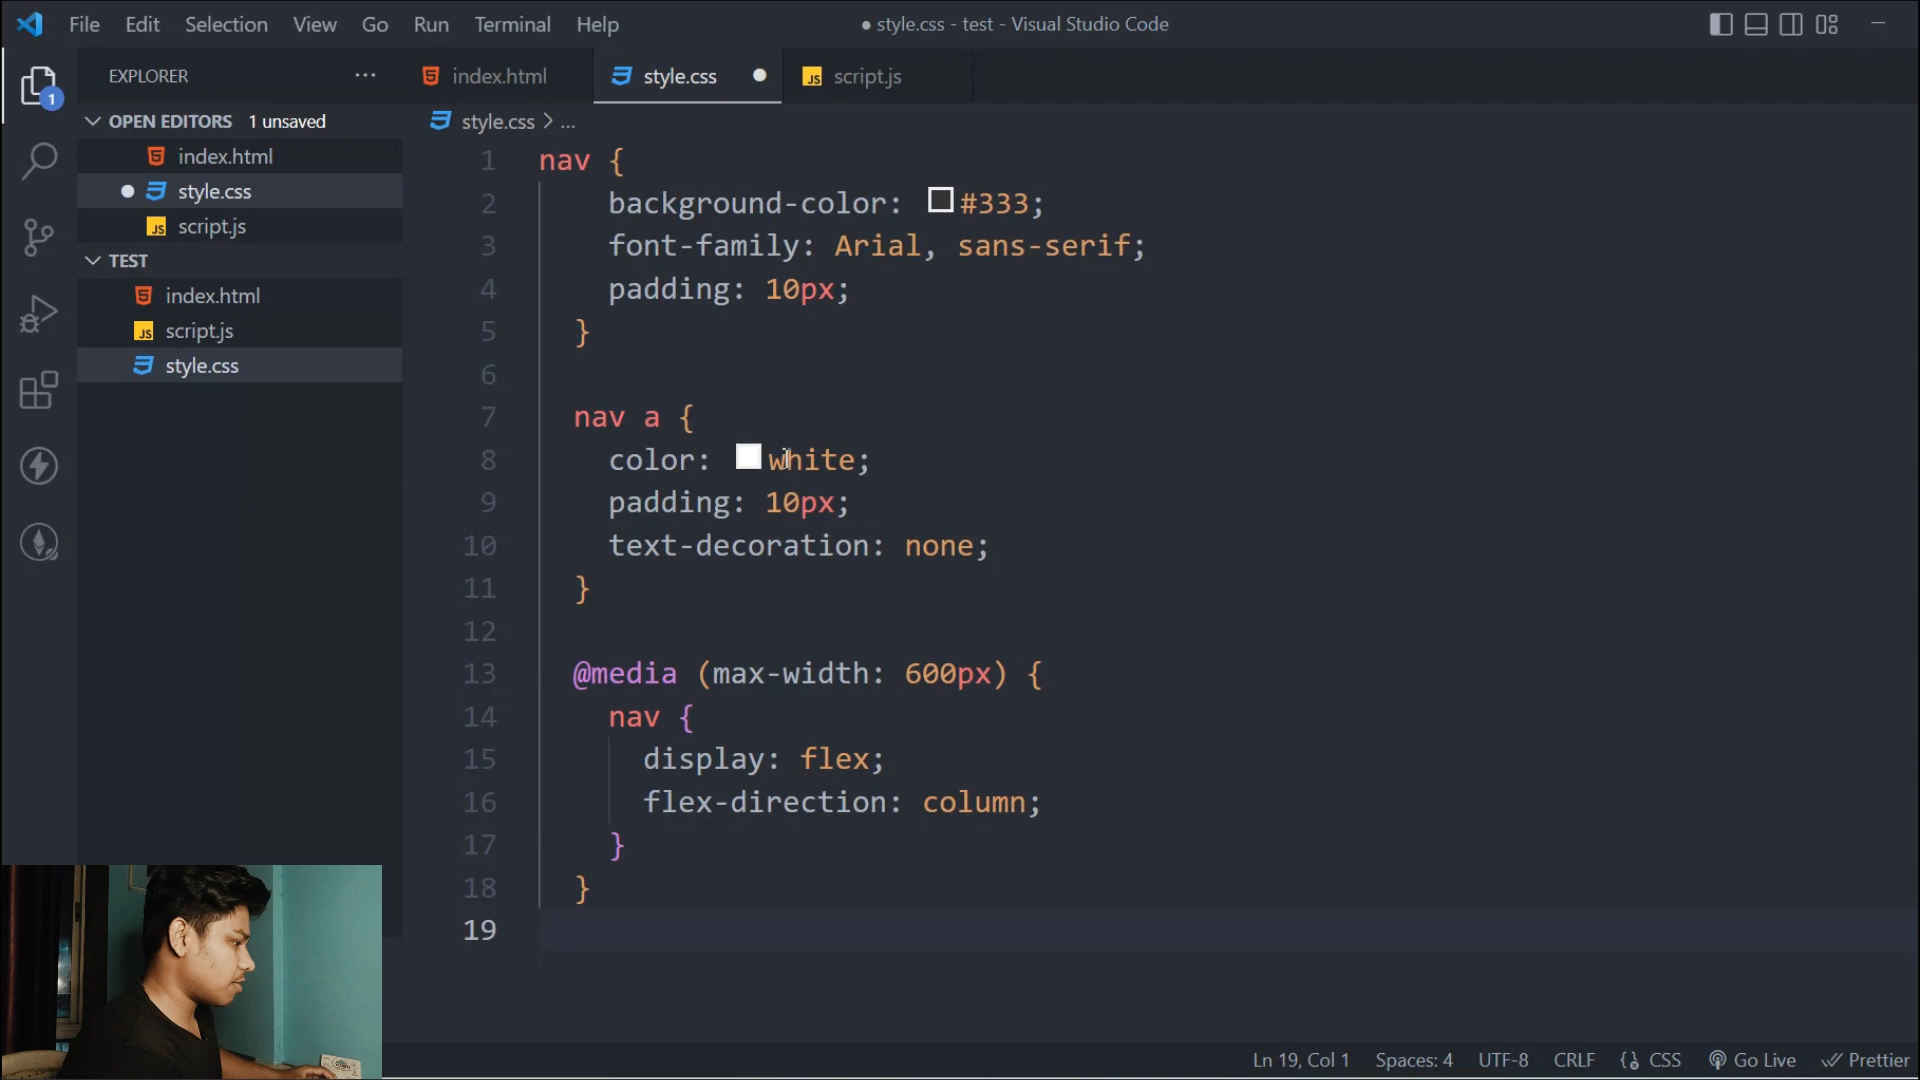 File Edit Selection View Go Run Terminal Help ● style.css - test - Visual Studio Code
EXPLORER ··· index.html style.css ● JS script.js
1
OPEN EDITORS 1 unsaved
style.css > ...
index.html
● style.css
JS script.js
TEST
index.html
JS script.js
style.css
1 nav {
2 background-color: #333;
3 font-family: Arial, sans-serif;
4 padding: 10px;
5 }
6
7 nav a {
8 color: white;
9 padding: 10px;
10 text-decoration: none;
11 }
12
13 @media (max-width: 600px) {
14 nav {
15 display: flex;
16 flex-direction: column;
17 }
18 }
19
Ln 19, Col 1 Spaces: 4 UTF-8 CRLF {} CSS Go Live Prettier